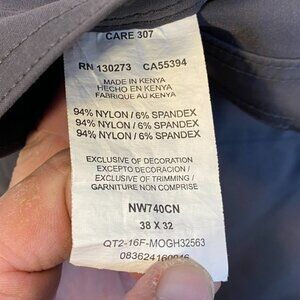 CARE 307
RN 130273 CA55394
MADE IN KENYA
HECHO EN KENYA
FABRIQUE AU KENYA
94% NYLON / 6% SPANDEX
94% NYLON / 6% SPANDEX
94% NYLON / 6% SPANDEX
EXCLUSIVE OF DECORATION
EXCEPTO DECORACION /
EXCLUSIVE OF TRIMMING /
GARNITURE NON COMPRISE
NW740CN
38 X 32
QT2-16F-MOGH32563